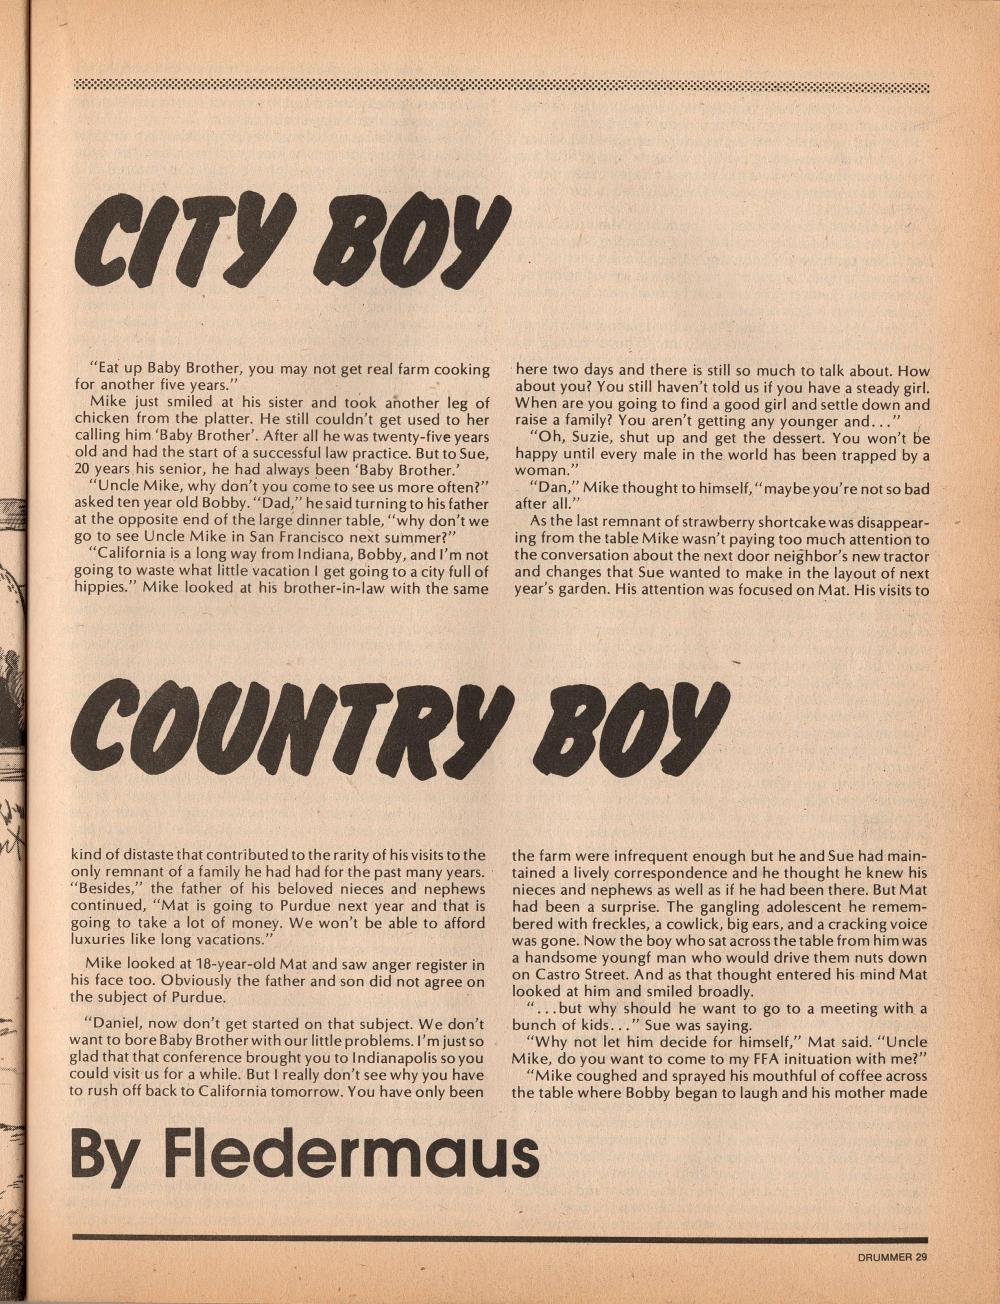 CITY BOY
"Eat up Baby Brother, you may not get real farm cooking
for another five years."
Mike just smiled at his sister and took another leg of
chicken from the platter. He still couldn't get used to her
calling him 'Baby Brother'. After all he was twenty-five years
old and had the start of a successful law practice. But to Sue,
20 years his senior, he had always been 'Baby Brother.'
"Uncle Mike, why don't you come to see us more often?"
asked ten year old Bobby. "Dad," he said turning to his father
at the opposite end of the large dinner table, "why don't we
go to see Uncle Mike in San Francisco next summer?"
"California is a long way from Indiana, Bobby, and I'm not
going to waste what little vacation I get going to a city full of
hippies." Mike looked at his brother-in-law with the same
here two days and there is still so much to talk about. How
about you? You still haven't told us if you have a steady girl.
When are you going to find a good girl and settle down and
raise a family? You aren't getting any younger and..."
"Oh, Suzie, shut up and get the dessert. You won't be
happy until every male in the world has been trapped by a
woman."
"Dan," Mike thought to himself, "maybe you're not so bad
after all."
As the last remnant of strawberry shortcake was disappear-
ing from the table Mike wasn't paying too much attention to
the conversation about the next door neighbor's new tractor
and changes that Sue wanted to make in the layout of next
year's garden. His attention was focused on Mat. His visits to
COUNTRY BOY
kind of distaste that contributed to the rarity of his visits to the
only remnant of a family he had had for the past many years.
"Besides," the father of his beloved nieces and nephews
continued, "Mat is going to Purdue next year and that is
going to take a lot of money. We won't be able to afford
luxuries like long vacations."
Mike looked at 18-year-old Mat and saw anger register in
his face too. Obviously the father and son did not agree on
the subject of Purdue.
"Daniel, now don't get started on that subject. We don't
want to bore Baby Brother with our little problems. I'm just so
glad that that conference brought you to Indianapolis so you
could visit us for a while. But I really don't see why you have
to rush off back to California tomorrow. You have only been
the farm were infrequent enough but he and Sue had main-
tained a lively correspondence and he thought he knew his
nieces and nephews as well as if he had been there. But Mat
had been a surprise. The gangling adolescent he remem-
bered with freckles, a cowlick, big ears, and a cracking voice
was gone. Now the boy who sat across the table from him was
a handsome youngf man who would drive them nuts down
on Castro Street. And as that thought entered his mind Mat
looked at him and smiled broadly.
"...but why should he want to go to a meeting with a
bunch of kids..." Sue was saying.
"Why not let him decide for himself," Mat said. "Uncle
Mike, do you want to come to my FFA inituation with me?"
"Mike coughed and sprayed his mouthful of coffee across
the table where Bobby began to laugh and his mother made
By Fledermaus
DRUMMER 29